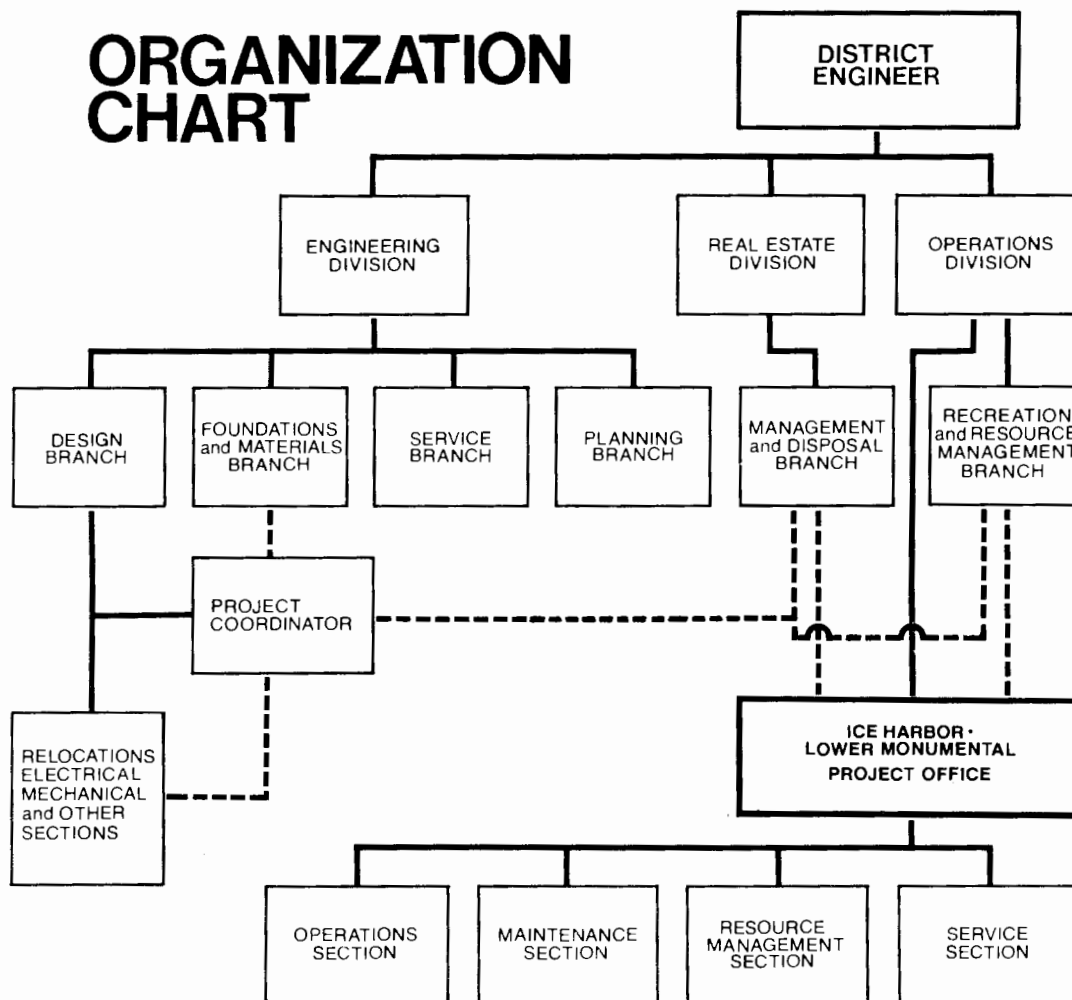 ORGANIZATION
CHART
DISTRICT
ENGINEER
ENGINEERING
DIVISION
REAL ESTATE
DIVISION
OPERATIONS
DIVISION
DESIGN
BRANCH
FOUNDATIONS
and MATERIALS
BRANCH
SERVICE
BRANCH
PLANNING
BRANCH
MANAGEMENT
and DISPOSAL
BRANCH
RECREATION
and RESOURCE
MANAGEMENT
BRANCH
PROJECT
COORDINATOR
RELOCATIONS
ELECTRICAL
MECHANICAL
and OTHER
SECTIONS
ICE HARBOR •
LOWER MONUMENTAL
PROJECT OFFICE
OPERATIONS
SECTION
MAINTENANCE
SECTION
RESOURCE
MANAGEMENT
SECTION
SERVICE
SECTION